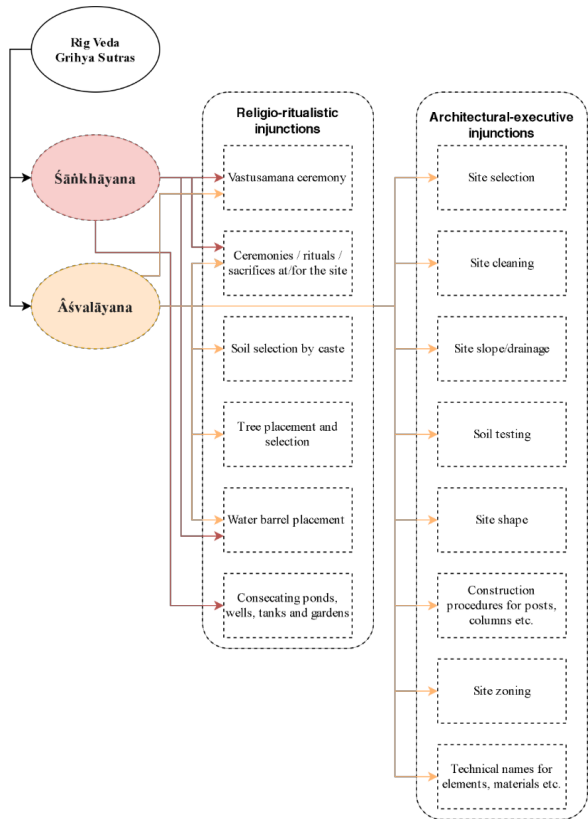 Rig Veda
Grihya Sutras
Śāṅkhāyana
Âśvalāyana
Religio-ritualistic
injunctions
Vastusamana ceremony
Ceremonies / rituals /
sacrifices at/for the site
Soil selection by caste
Tree placement and
selection
Water barrel placement
Consecating ponds,
wells, tanks and gardens
Architectural-executive
injunctions
Site selection
Site cleaning
Site slope/drainage
Soil testing
Site shape
Construction
procedures for posts,
columns etc.
Site zoning
Technical names for
elements, materials etc.